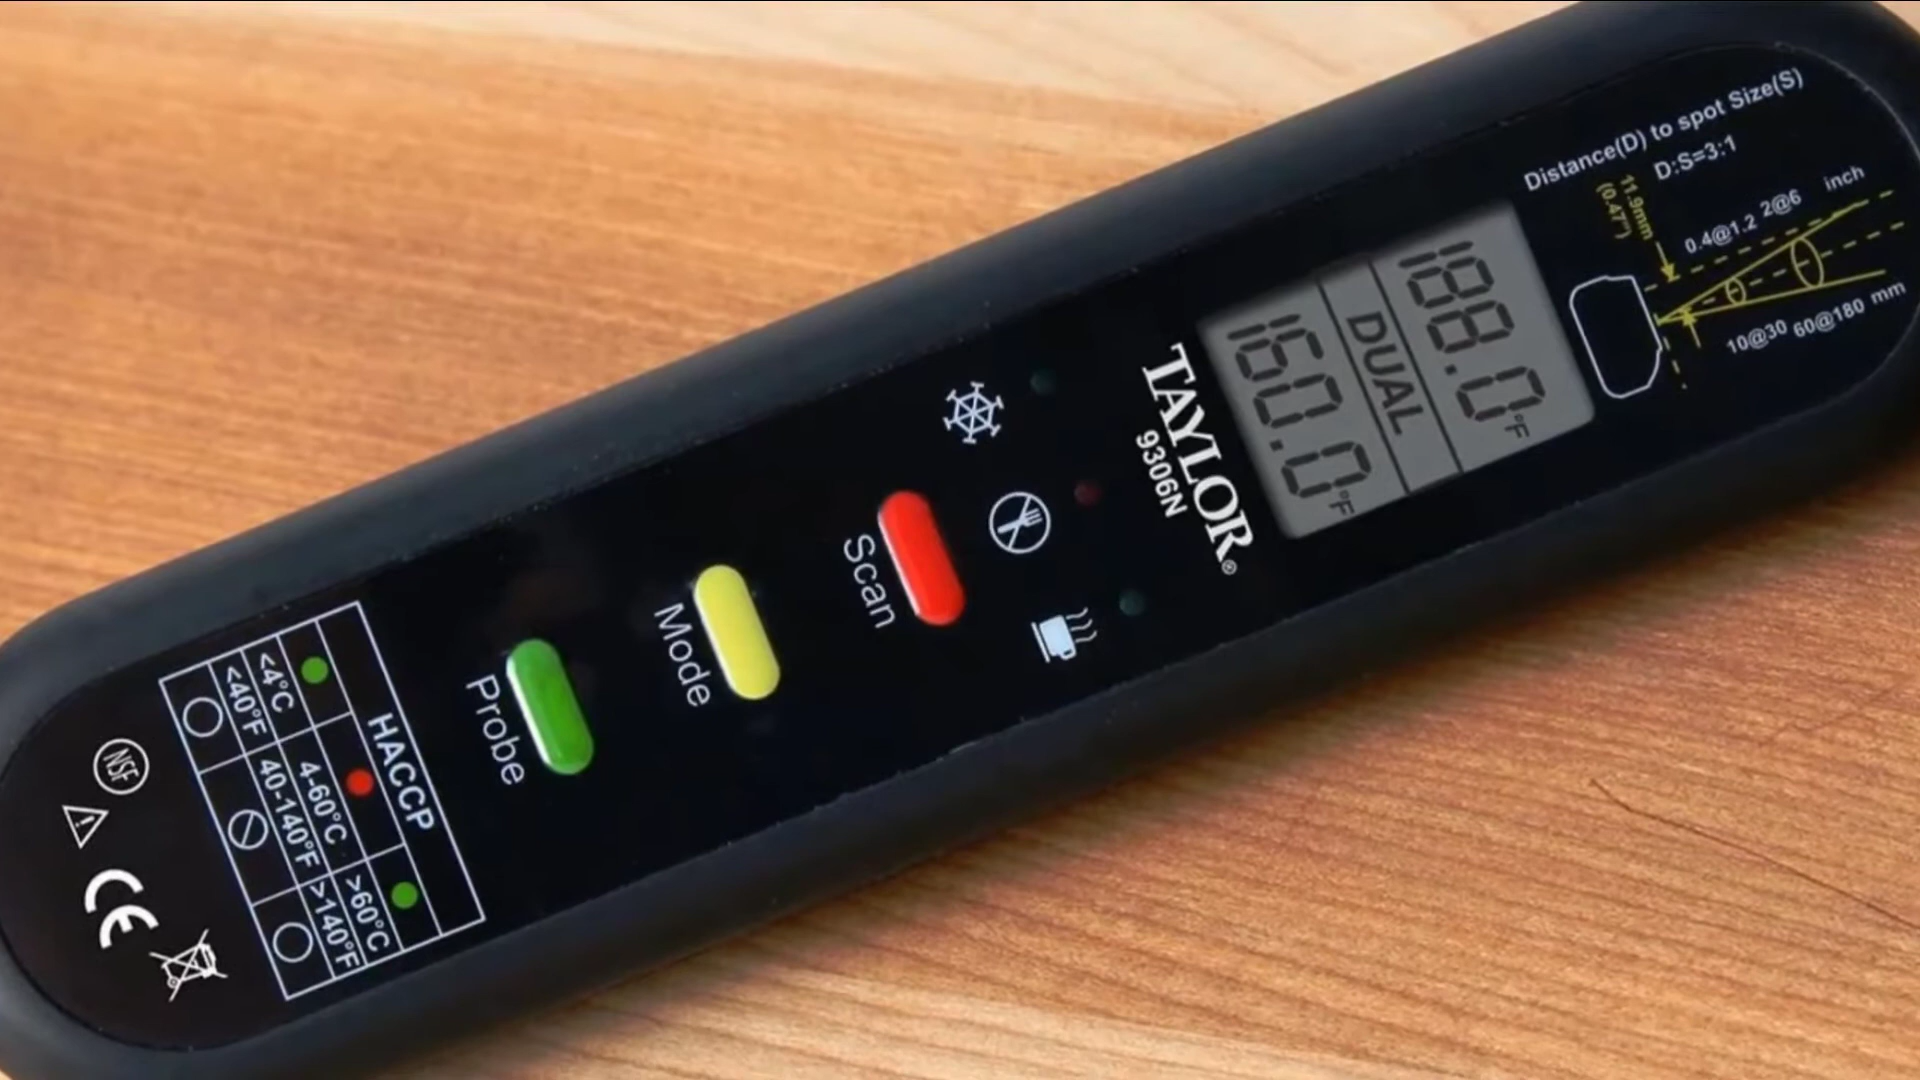 Distance(D) to spot Size(S)
D:S=3:1
11.9mm
(0.47")
0.4@1.2 2@6 inch
10@30 60@180 mm
188.0°F
DUAL
160.0°F
TAYLOR®
9306N
Scan
Mode
Probe
HACCP
<4°C 4-60°C >60°C
<40°F 40-140°F >140°F
NSF
CE